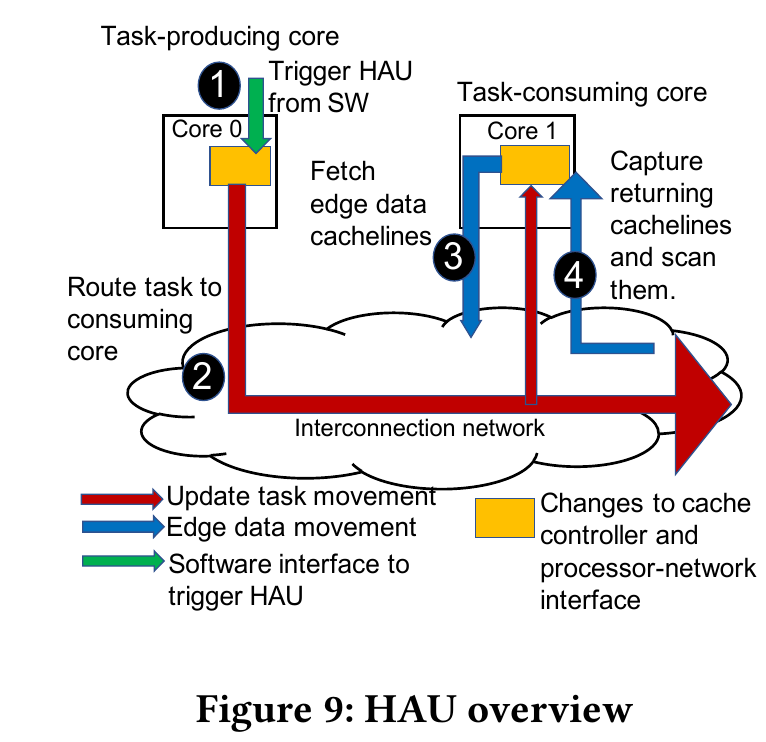 Task-producing core
1
Trigger HAU
from SW
Core 0
Task-consuming core
Core 1
Fetch
edge data
cachelines
3
Capture
returning
cachelines
and scan
them.
4
Route task to
consuming
core
2
Interconnection network
Update task movement
Edge data movement
Software interface to
trigger HAU
Changes to cache
controller and
processor-network
interface
Figure 9: HAU overview